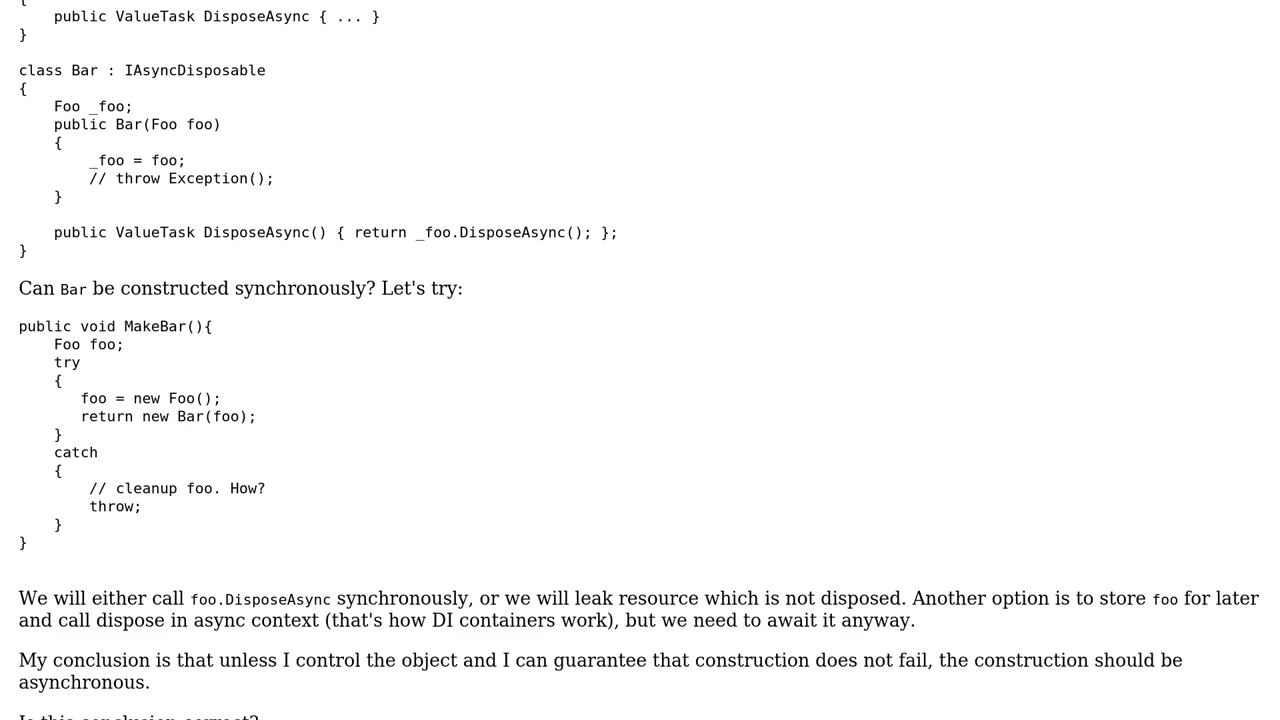 {
    public ValueTask DisposeAsync { ... }
}
class Bar : IAsyncDisposable
{
    Foo _foo;
    public Bar(Foo foo)
    {
        _foo = foo;
        // throw Exception();
    }
    public ValueTask DisposeAsync() { return _foo.DisposeAsync(); };
}
Can Bar be constructed synchronously? Let's try:
public void MakeBar(){
    Foo foo;
    try
    {
       foo = new Foo();
       return new Bar(foo);
    }
    catch
    {
        // cleanup foo. How?
        throw;
    }
}
We will either call foo.DisposeAsync synchronously, or we will leak resource which is not disposed. Another option is to store foo for later
and call dispose in async context (that's how DI containers work), but we need to await it anyway.
My conclusion is that unless I control the object and I can guarantee that construction does not fail, the construction should be
asynchronous.
Is this conclusion correct?